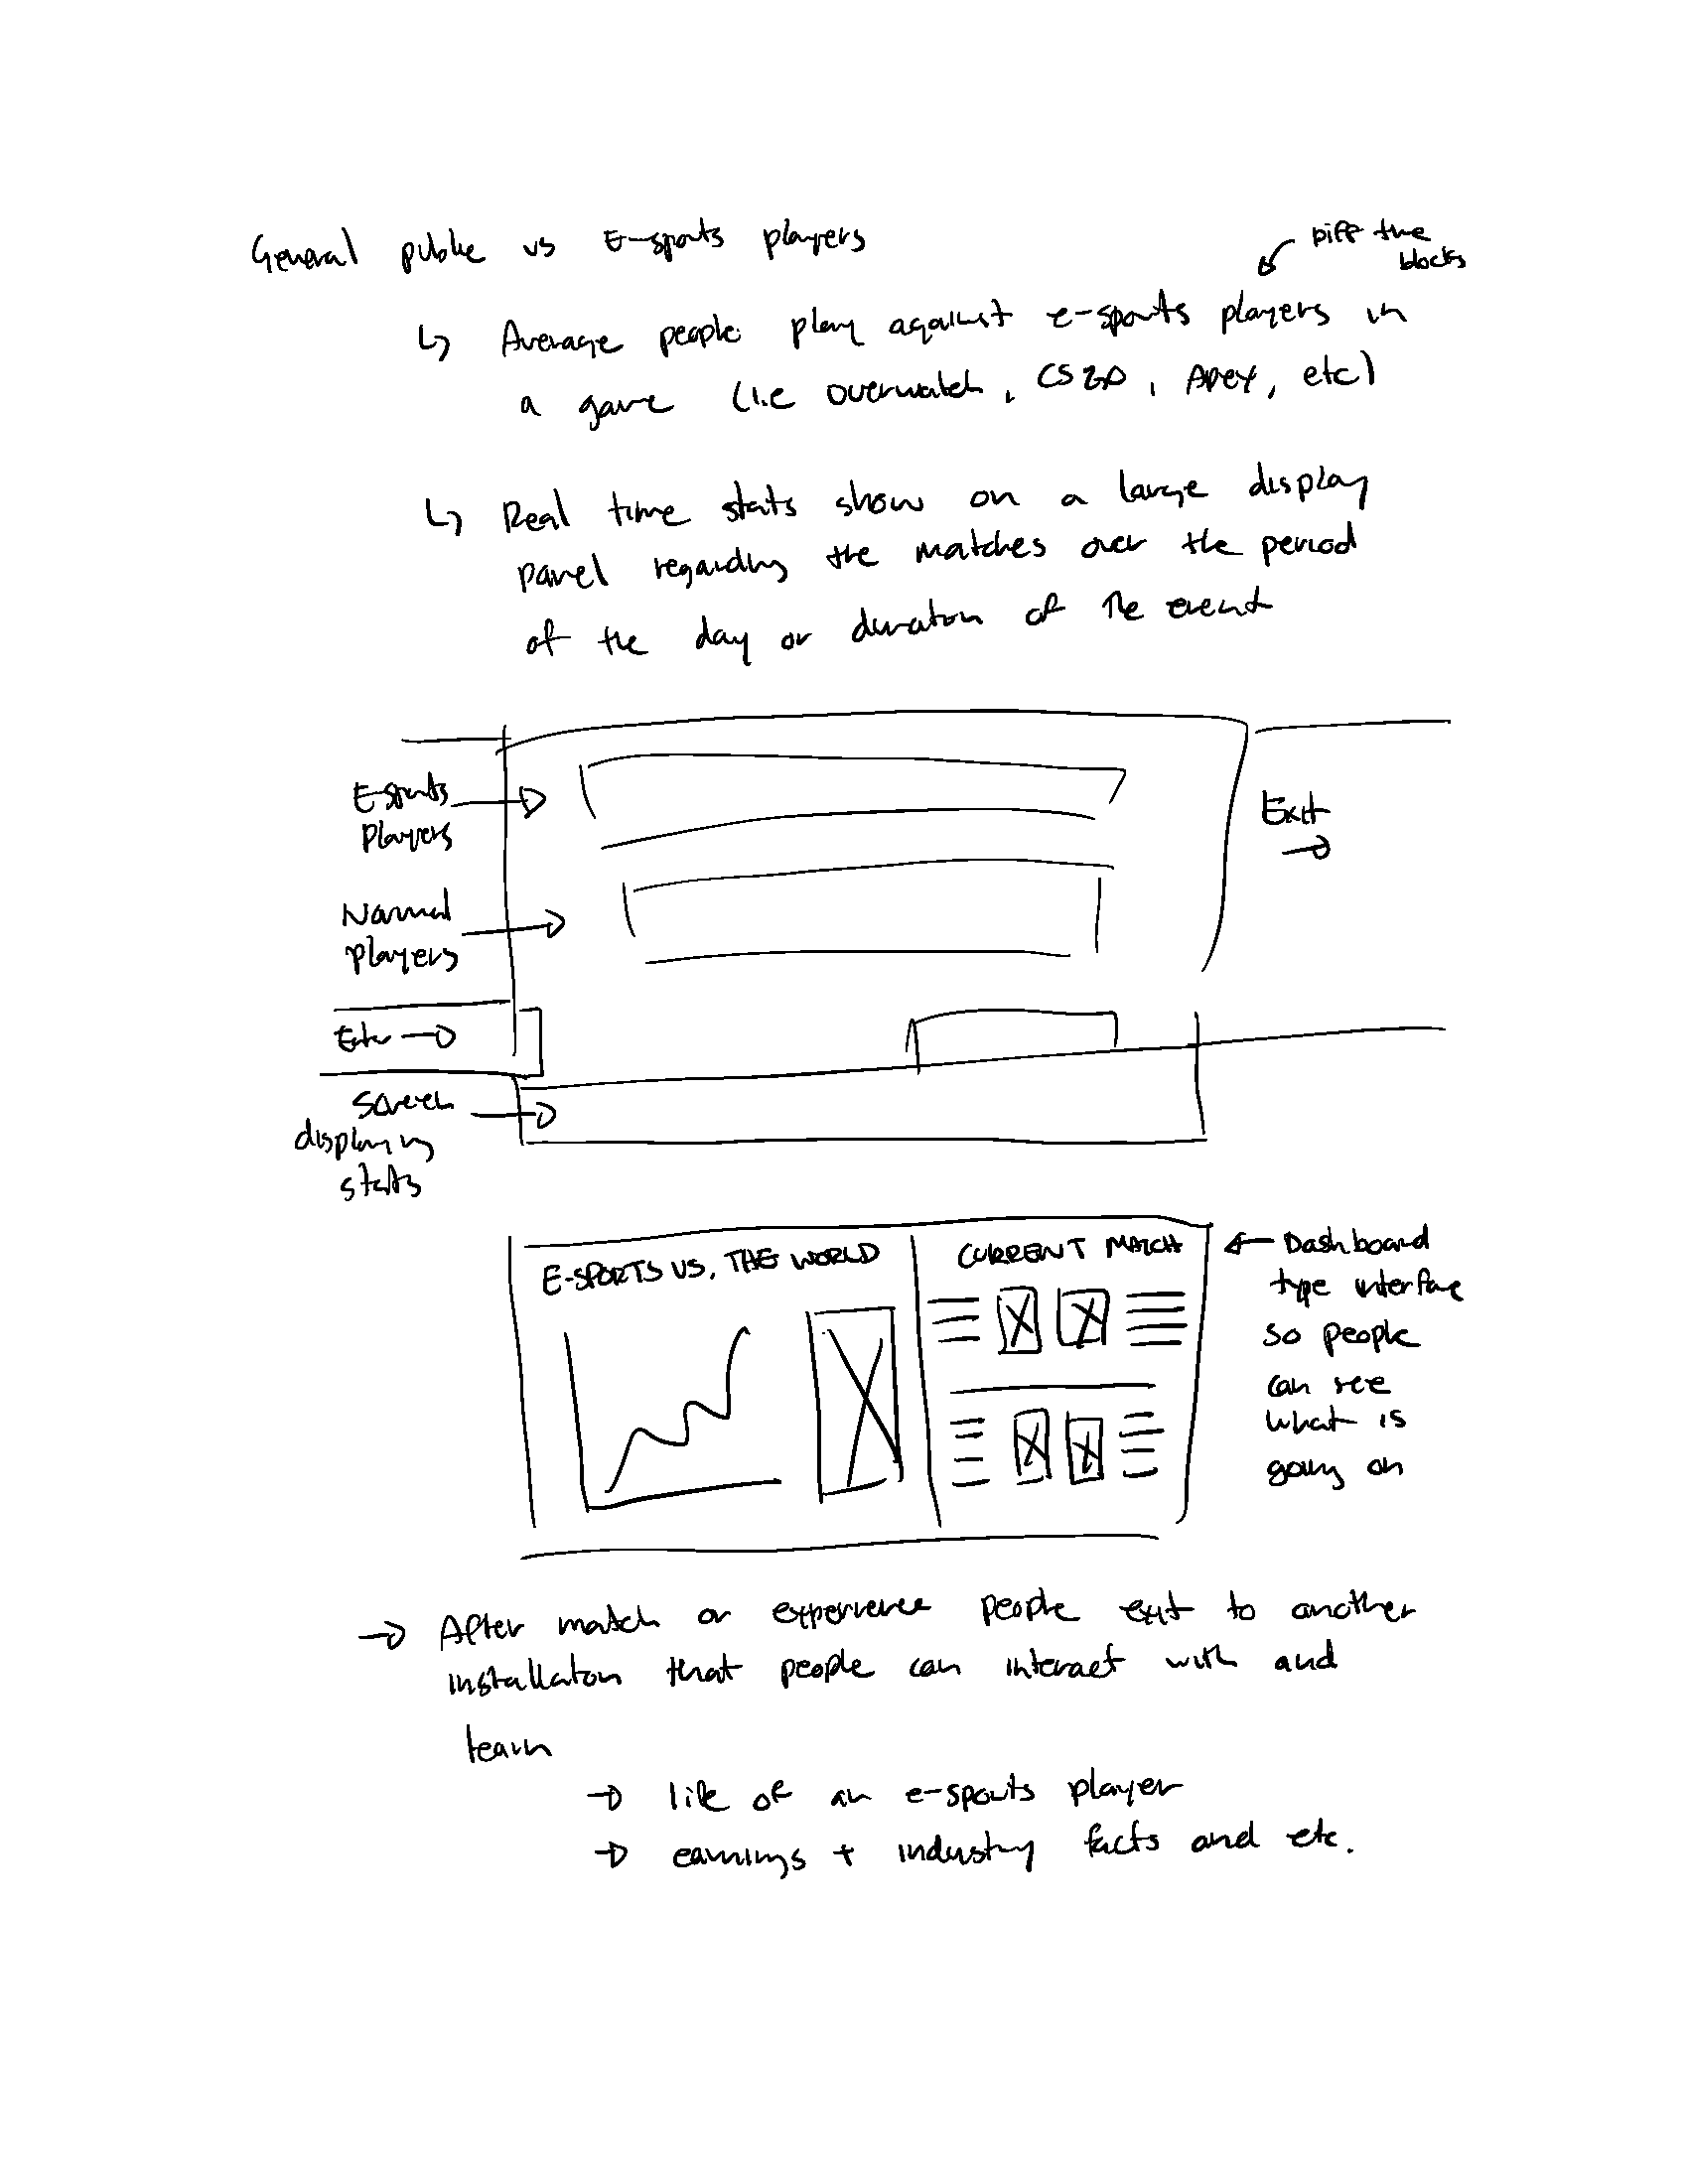 General public vs E-sports players
Diff time
blocks
↳ Average people play against e-sports players in
a game (i.e overwatch, CSGO, Apex, etc)
↳ Real time stats show on a large display
panel regarding the matches over the period
of the day or duration of the event
E-sports
players
Exit
Normal
players
Enter
Screen
displaying
stats
E-SPORTS VS. THE WORLD
CURRENT MATCH
Dashboard
type interface
so people
can see
what is
going on
→ After match or experience people exit to another
installation that people can interact with and
learn
→ life of an e-sports player
→ earnings + industry facts and etc.